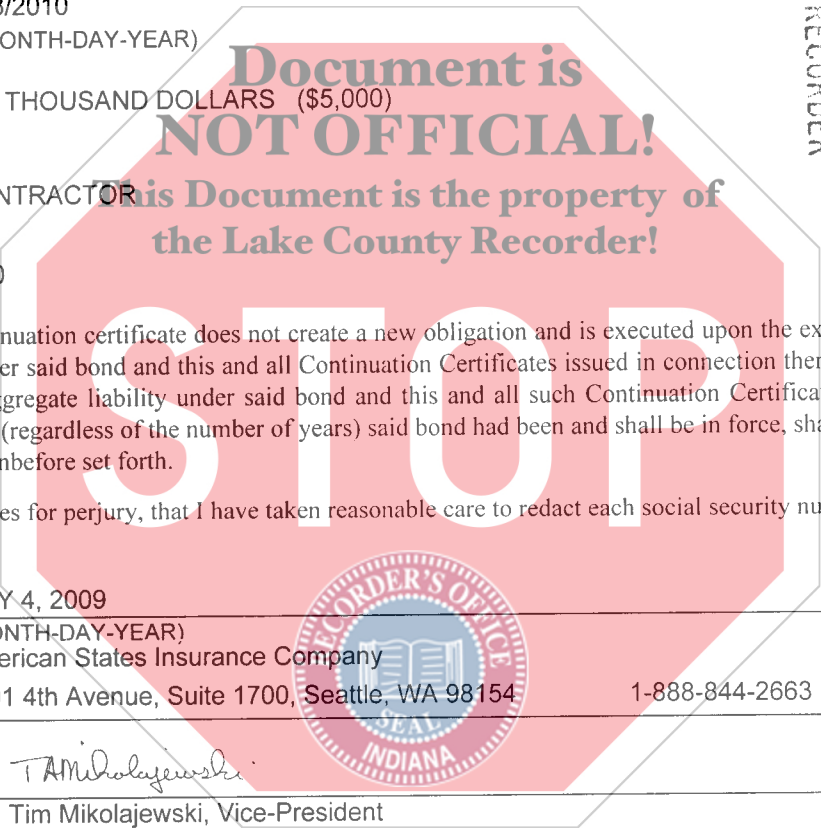 3/2010
ONTH-DAY-YEAR)
RECORDER
Document is
THOUSAND DOLLARS ($5,000)
NOT OFFICIAL!
NTRACTOR
This Document is the property of
the Lake County Recorder!
nuation certificate does not create a new obligation and is executed upon the ex
er said bond and this and all Continuation Certificates issued in connection ther
ggregate liability under said bond and this and all such Continuation Certifica
(regardless of the number of years) said bond had been and shall be in force, sha
nbefore set forth.
STOP
es for perjury, that I have taken reasonable care to redact each social security nu
Y 4, 2009
ONTH-DAY-YEAR)
erican States Insurance Company
1 4th Avenue, Suite 1700, Seattle, WA 98154 1-888-844-2663
RECORDER'S OFFICE
SEAL
INDIANA
TAMikolajewski
Tim Mikolajewski, Vice-President